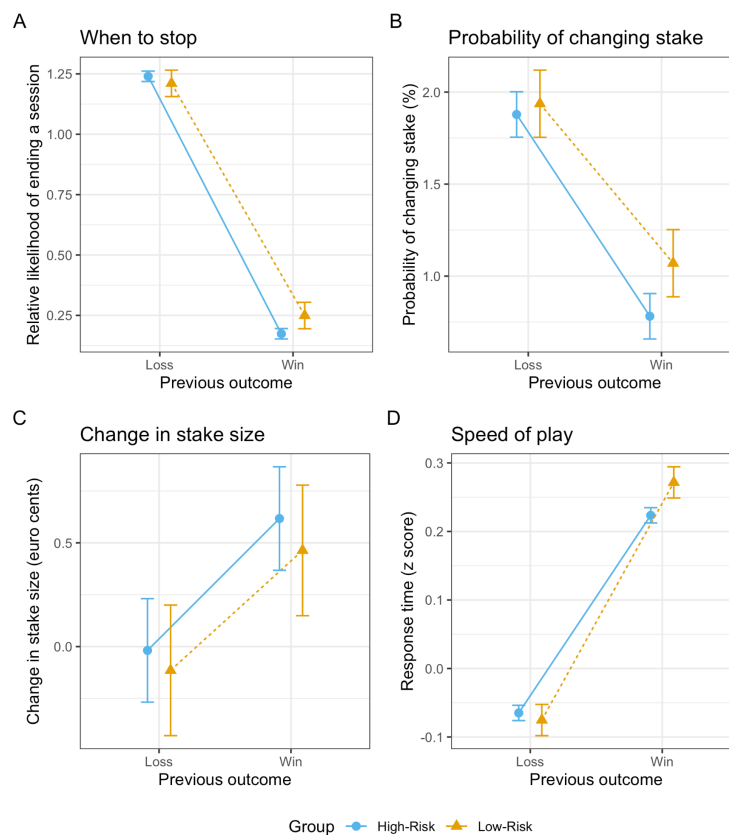 A
When to stop
Relative likelihood of ending a session
1.25
1.00
0.75
0.50
0.25
Loss
Win
Previous outcome
B
Probability of changing stake
Probability of changing stake (%)
2.0
1.5
1.0
Loss
Win
Previous outcome
C
Change in stake size
Change in stake size (euro cents)
0.5
0.0
Loss
Win
Previous outcome
D
Speed of play
Response time (z score)
0.3
0.2
0.1
0.0
-0.1
Loss
Win
Previous outcome
Group High-Risk Low-Risk